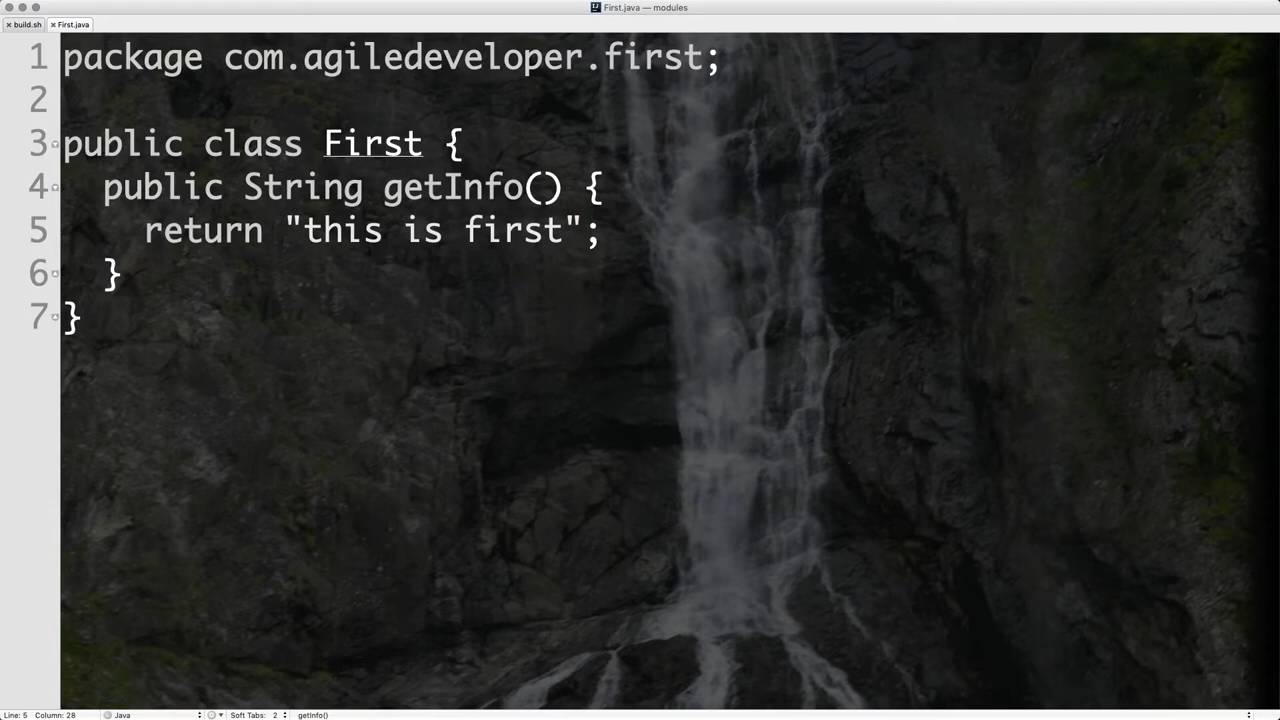 First.java — modules
build.sh
First.java
1 package com.agiledeveloper.first;
2
3 public class First {
4   public String getInfo() {
5     return "this is first";
6   }
7 }
Line: 5 Column: 28 Java Soft Tabs: 2 getInfo()